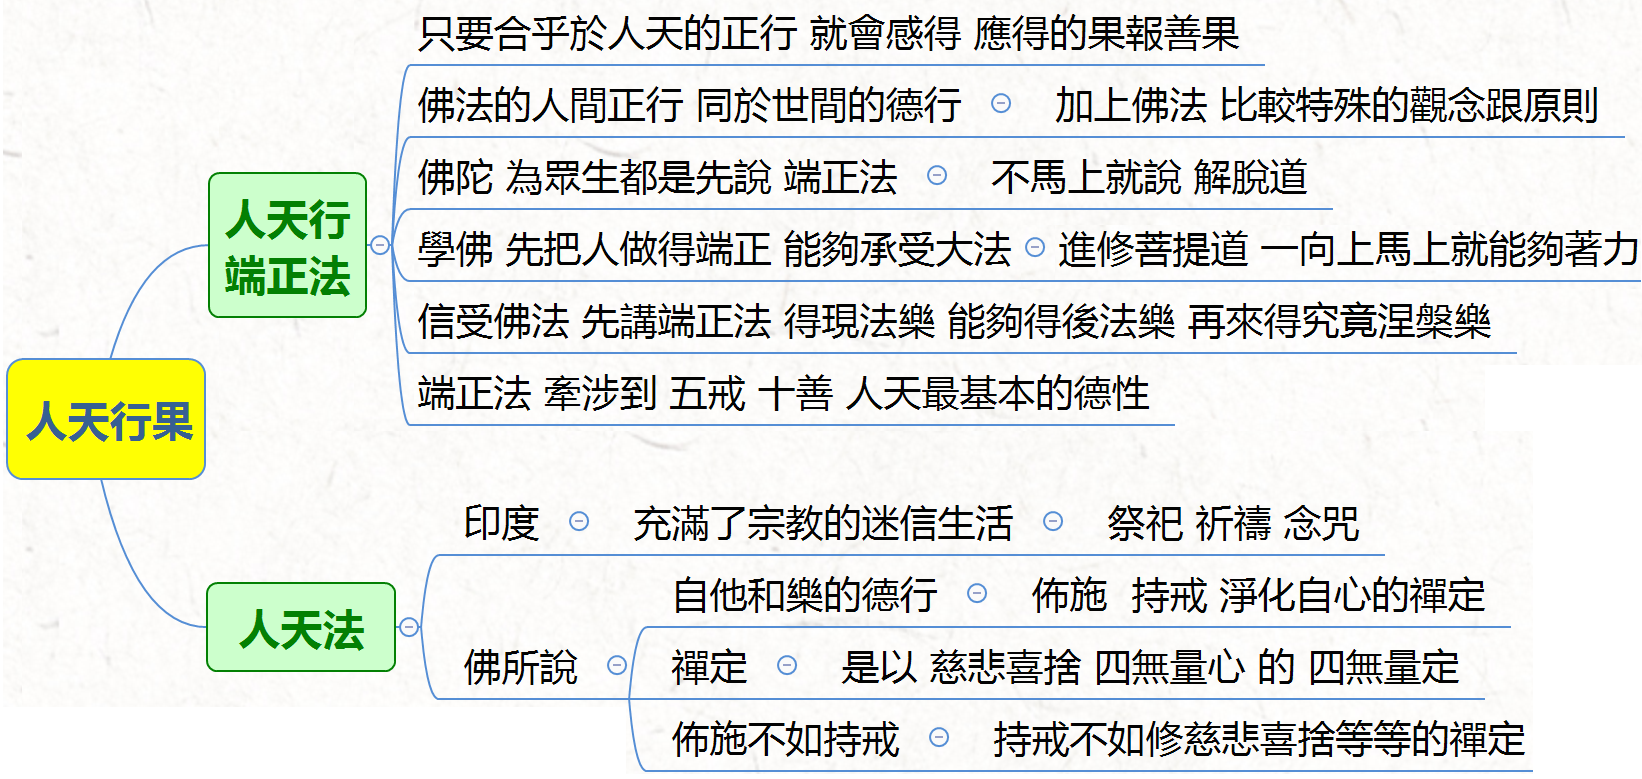 人天行果
人天行
端正法
只要合乎於人天的正行 就會感得 應得的果報善果
佛法的人間正行 同於世間的德行 加上佛法 比較特殊的觀念跟原則
佛陀 為眾生都是先說 端正法 不馬上就說 解脫道
學佛 先把人做得端正 能夠承受大法 進修菩提道 一向上馬上就能夠著力
信受佛法 先講端正法 得現法樂 能夠得後法樂 再來得究竟涅槃樂
端正法 牽涉到 五戒 十善 人天最基本的德性
人天法
印度 充滿了宗教的迷信生活 祭祀 祈禱 念咒
佛所說
自他和樂的德行 佈施 持戒 淨化自心的禪定
禪定 是以 慈悲喜捨 四無量心 的 四無量定
佈施不如持戒 持戒不如修慈悲喜捨等等的禪定